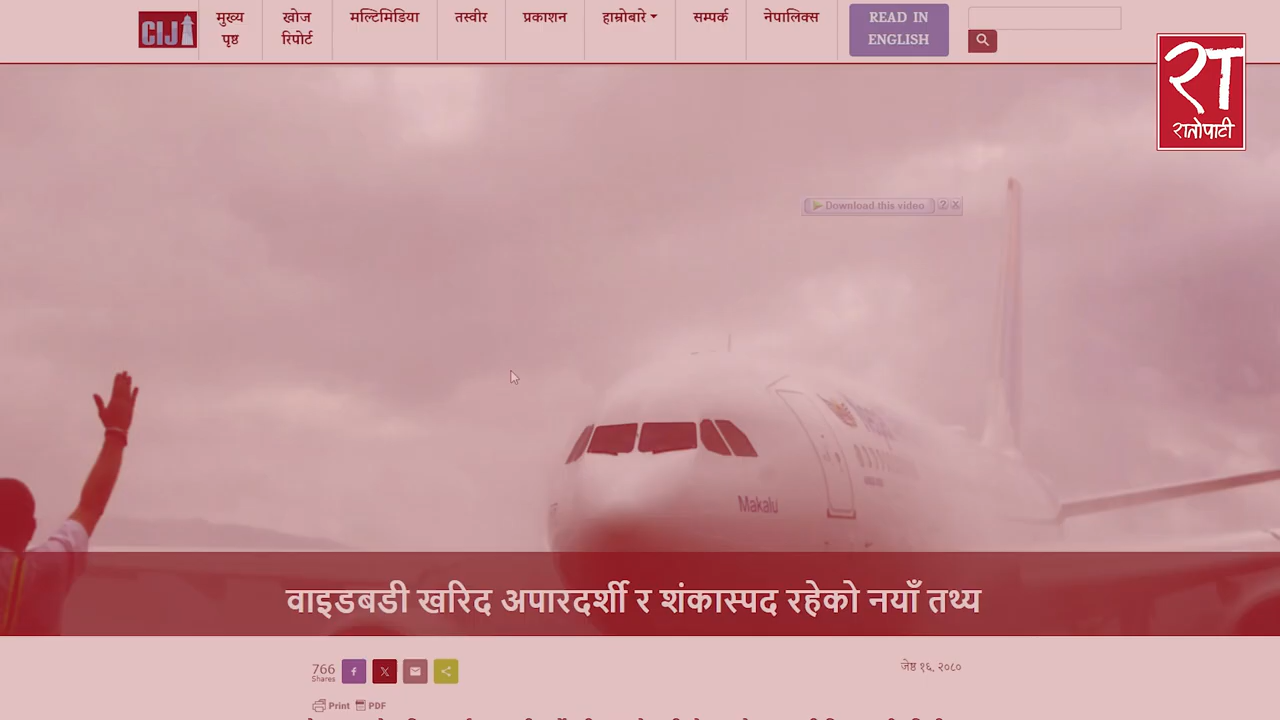 CIJ
मुख्य पृष्ठ
खोज रिपोर्ट
मल्टिमिडिया
तस्वीर
प्रकाशन
हाम्रोबारे
सम्पर्क
नेपालिक्स
READ IN ENGLISH
रा
रातोपाटी
Download this video ? X
Makalu
वाइडबडी खरिद अपारदर्शी र शंकास्पद रहेको नयाँ तथ्य
766
Shares
जेष्ठ १६, २०८०
Print PDF